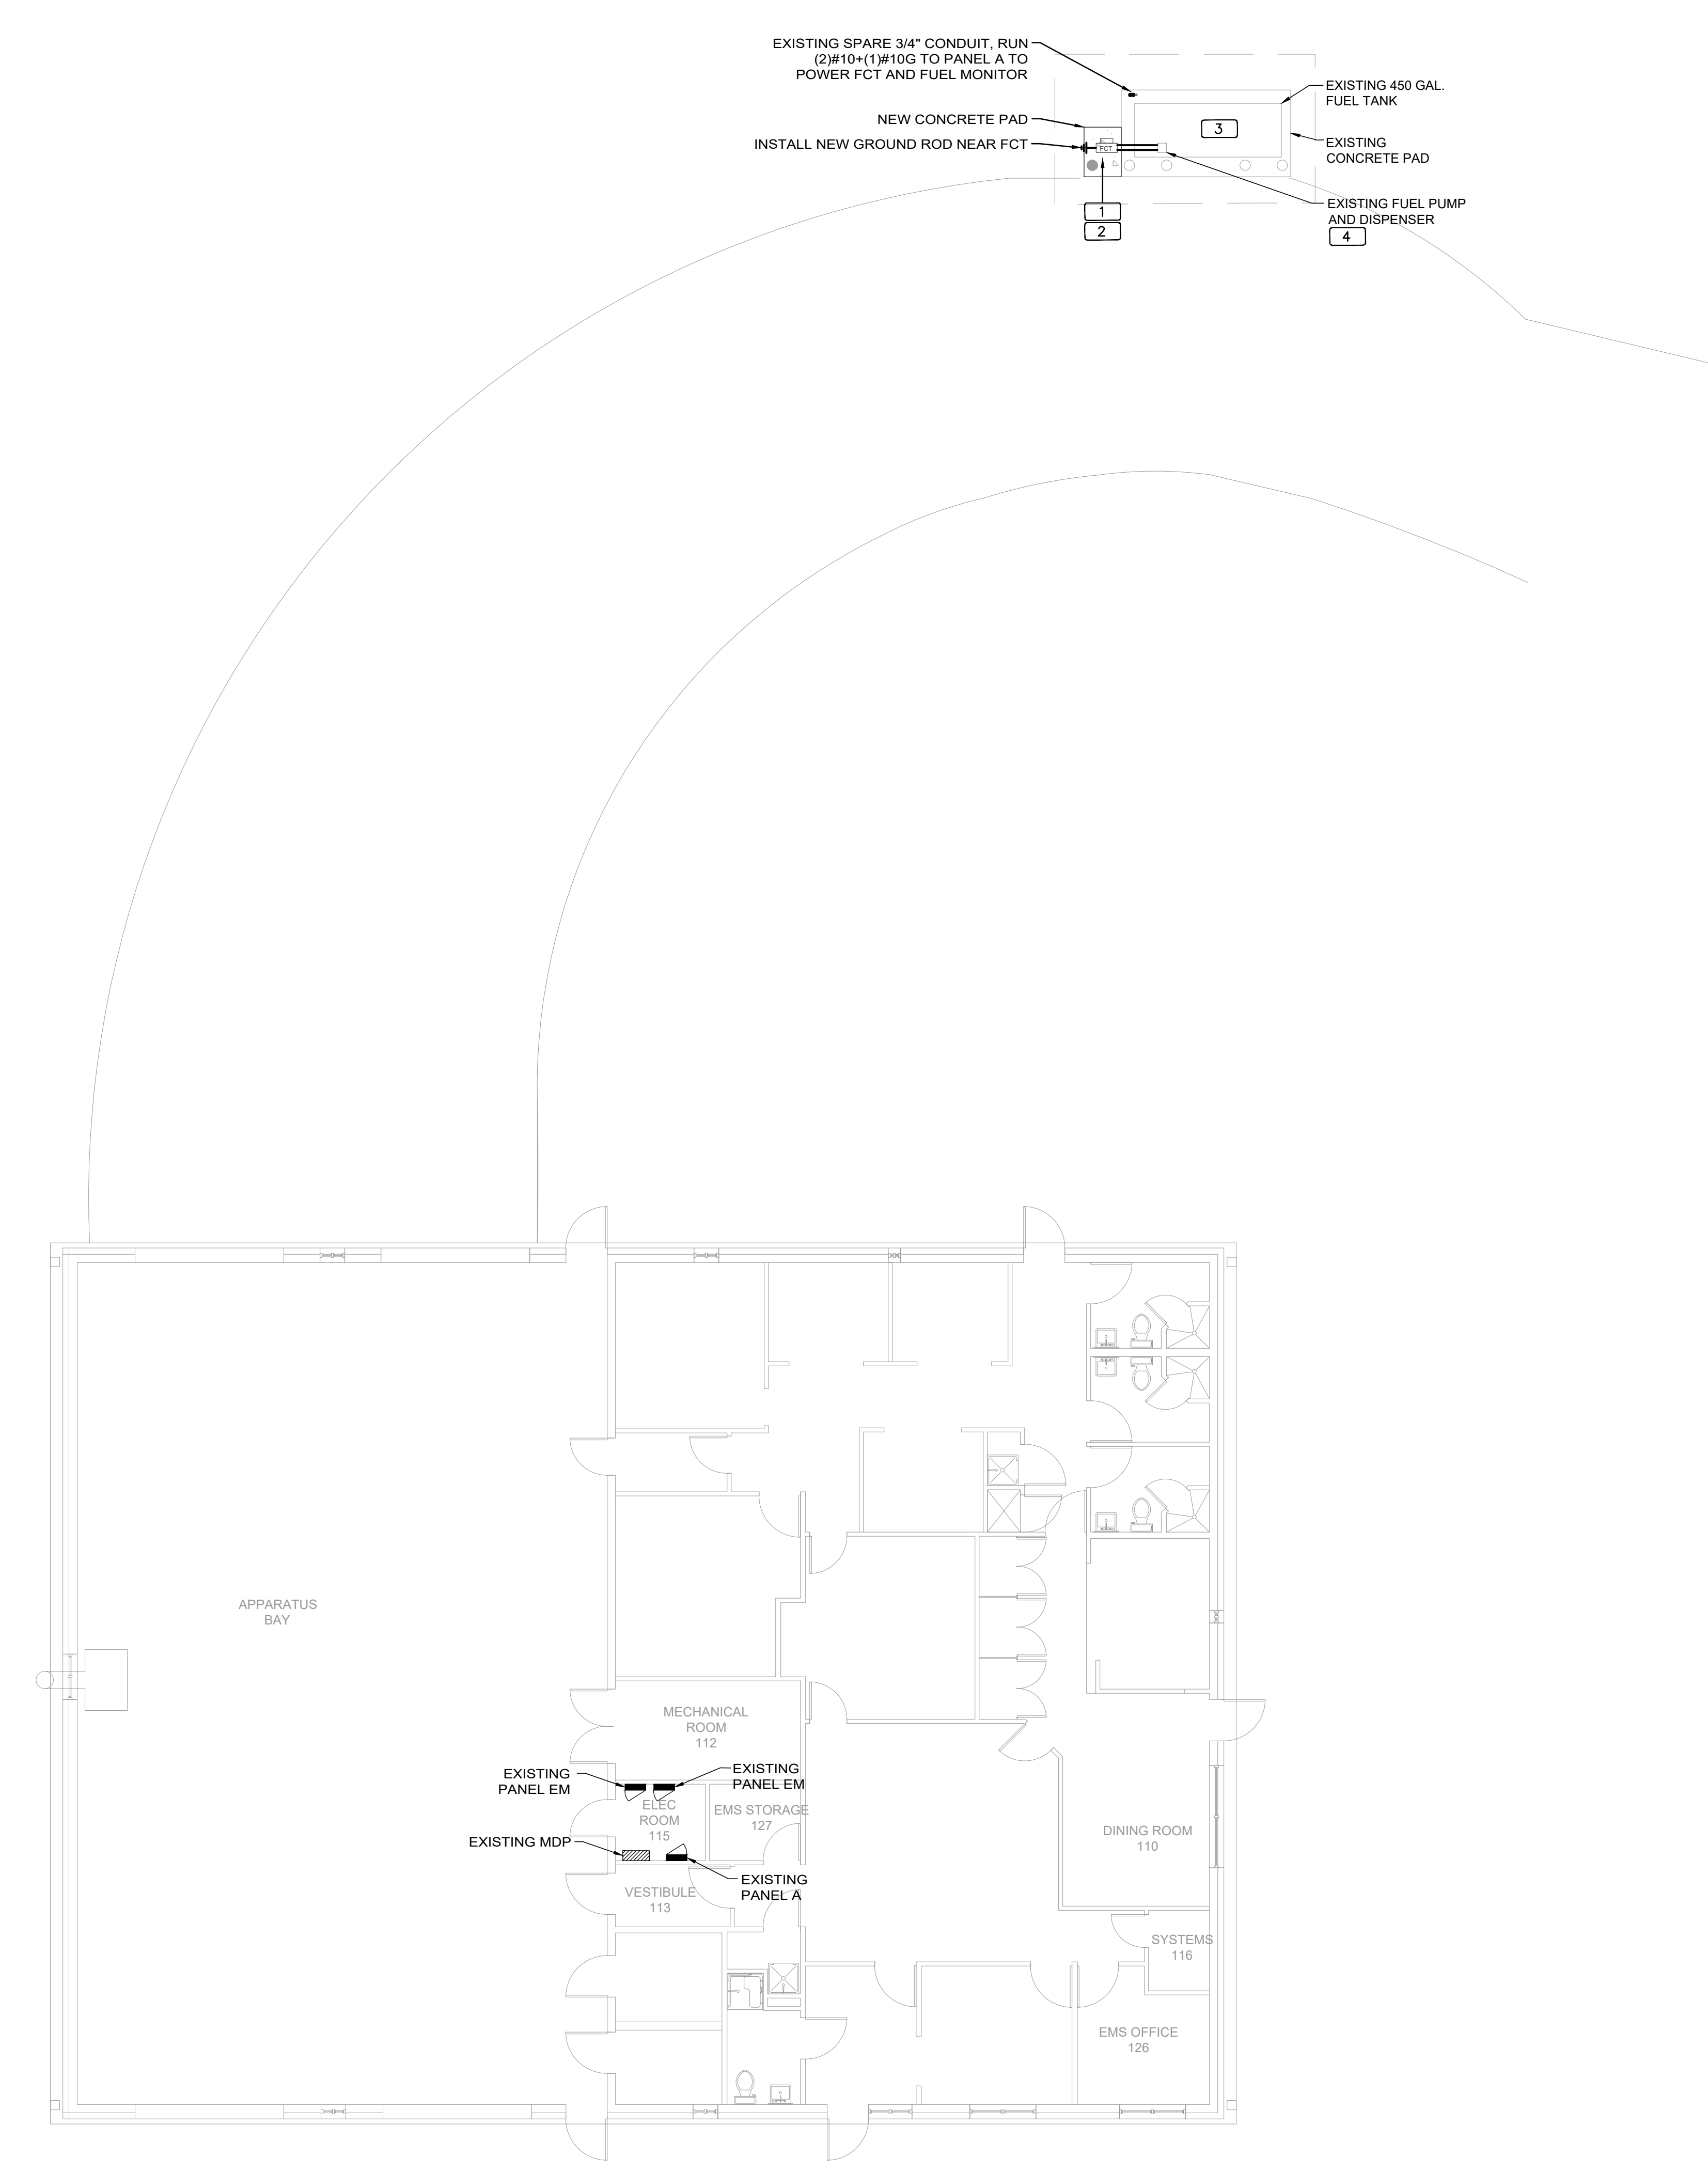 EXISTING SPARE 3/4" CONDUIT, RUN
(2)#10+(1)#10G TO PANEL A TO
POWER FCT AND FUEL MONITOR
EXISTING 450 GAL.
FUEL TANK
NEW CONCRETE PAD
3
INSTALL NEW GROUND ROD NEAR FCT
FCT
EXISTING
CONCRETE PAD
1
2
EXISTING FUEL PUMP
AND DISPENSER
4
APPARATUS
BAY
MECHANICAL
ROOM
112
EXISTING
PANEL EM
EXISTING
PANEL EM
ELEC
ROOM
115
EMS STORAGE
127
EXISTING MDP
DINING ROOM
110
EXISTING
PANEL A
VESTIBULE
113
SYSTEMS
116
EMS OFFICE
126